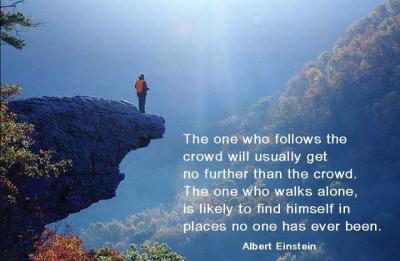 The one who follows the
crowd will usually get
no further than the crowd.
The one who walks alone,
is likely to find himself in
places no one has ever been.
Albert Einstein